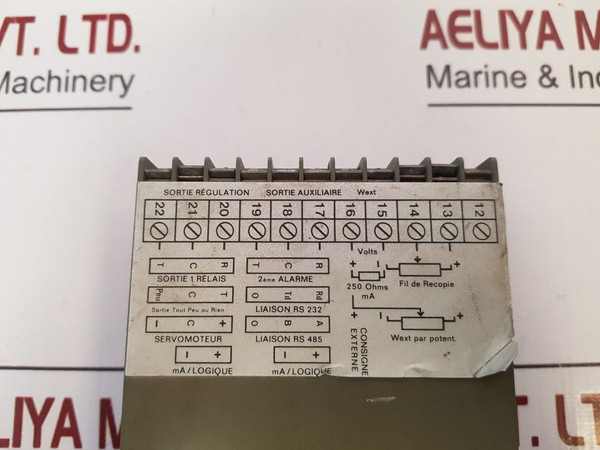 VT. LTD.
AELIYA M
Machinery
Marine & Ind
SORTIE RÉGULATION SORTIE AUXILIAIRE Wext
22 21 20 19 18 17 16 15 14 13 12
Volts
T C R T C R + - - + - +
SORTIE 1 RELAIS 2ème ALARME 250 Ohms Fil de Recopie
mA
Peu C T O Td Rd
Sortie Tout Peu ou Rien LIAISON RS 232
- C + O B A + - - +
SERVOMOTEUR LIAISON RS 485 CONSIGNE EXTERNE Wext par potent.
- + - +
mA/LOGIQUE mA/LOGIQUE
LIYA MA
VT. LTD.
AELIYA M